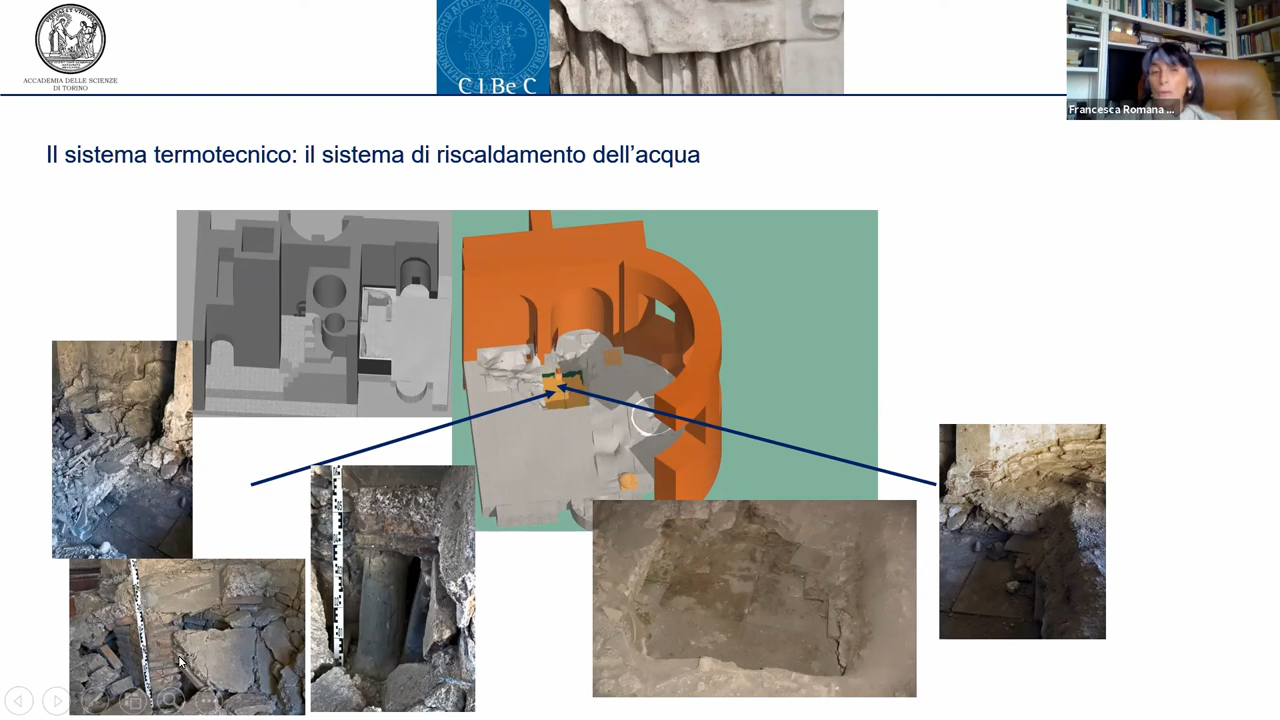 ACCADEMIA DELLE SCIENZE
DI TORINO
C I Be C
Francesca Romana ...
Il sistema termotecnico: il sistema di riscaldamento dell'acqua